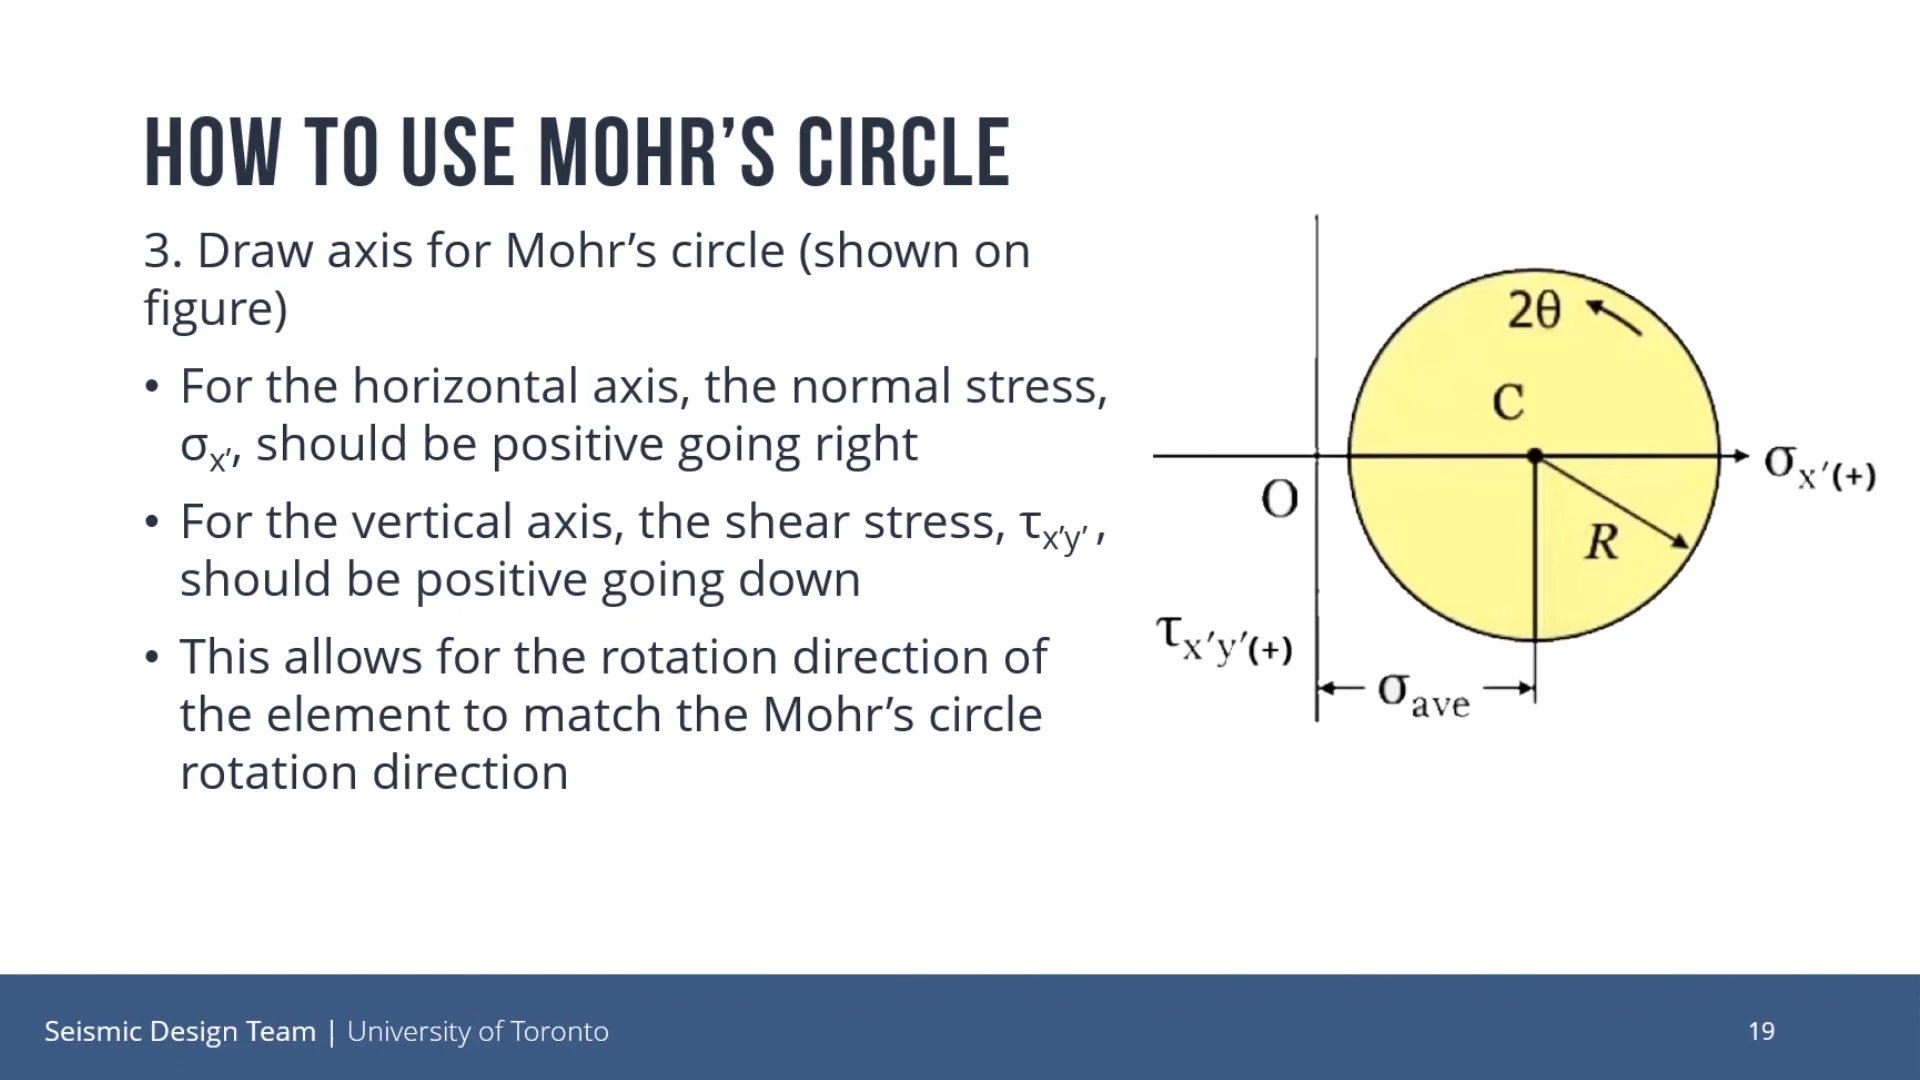 HOW TO USE MOHR’S CIRCLE
3. Draw axis for Mohr’s circle (shown on
figure)
• For the horizontal axis, the normal stress,
σx’, should be positive going right
• For the vertical axis, the shear stress, τx’y’ ,
should be positive going down
• This allows for the rotation direction of
the element to match the Mohr’s circle
rotation direction
2θ
C
σx′(+)
O
R
τx′y′(+)
σave
Seismic Design Team | University of Toronto
19